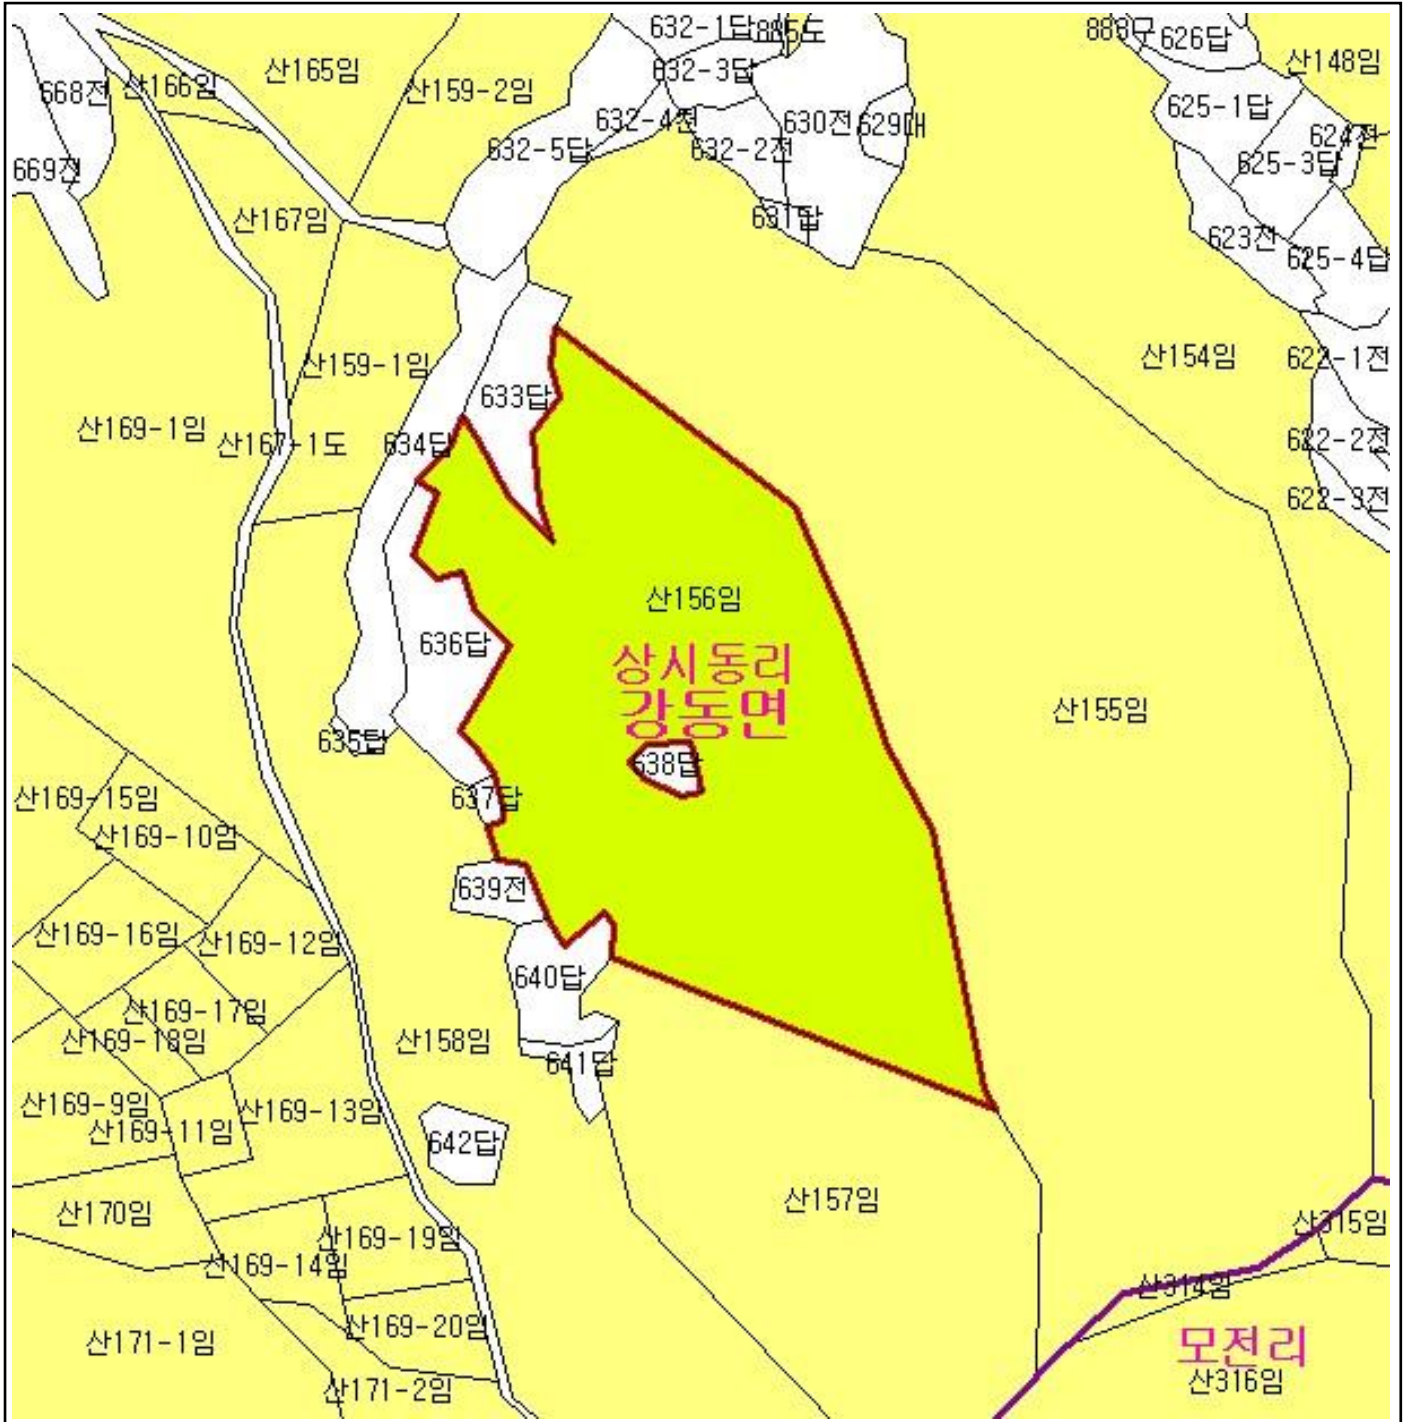 632-1답
885도
883구
626답
산148임
산165임
산166임
668전
산159-2임
632-3답
632-4전
630전
629대
625-1답
624전
632-5답
632-2전
625-3답
669전
산167임
631답
623전
625-4답
산159-1임
산154임
622-1전
633답
산169-1임
산167-1도
634답
622-2전
622-3전
산156임
636답
상시동리
강동면
산155임
635답
638답
637답
산169-15임
산169-10임
639전
산169-16임
산169-12임
640답
산169-17임
산169-18임
산158임
641답
산169-9임
산169-13임
산169-11임
642답
산157임
산170임
산315임
산169-19임
산169-14임
산314임
산169-20임
산171-1임
모전리
산316임
산171-2임